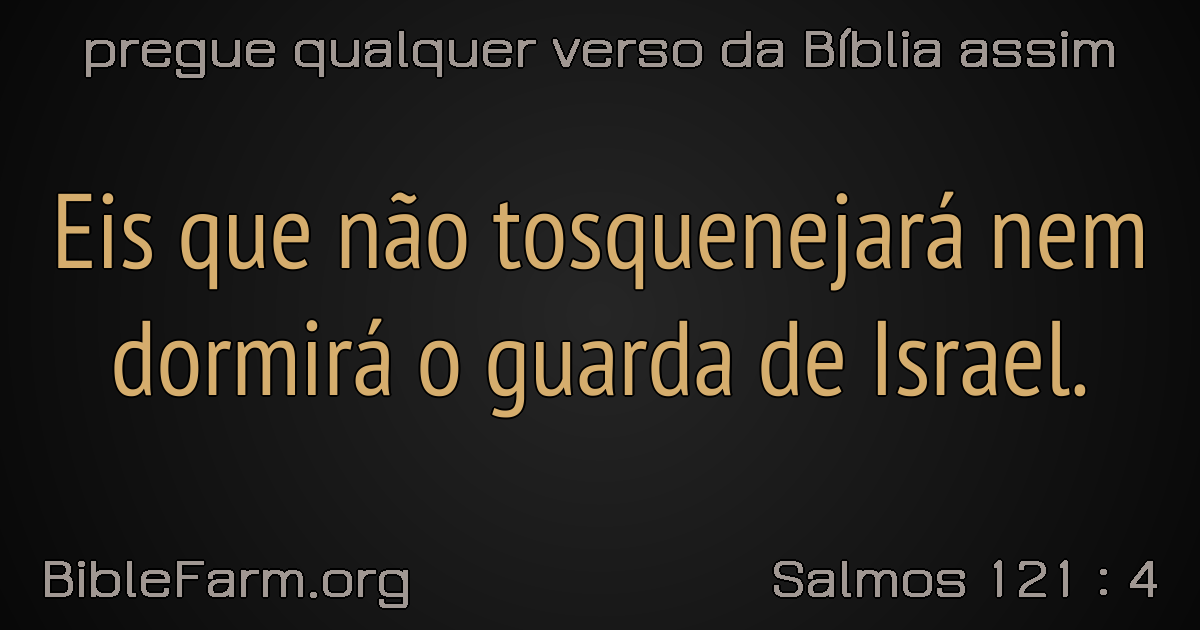 pregue qualquer verso da Bíblia assim
Eis que não tosquenejará nem
dormirá o guarda de Israel.
BibleFarm.org
Salmos 121 : 4